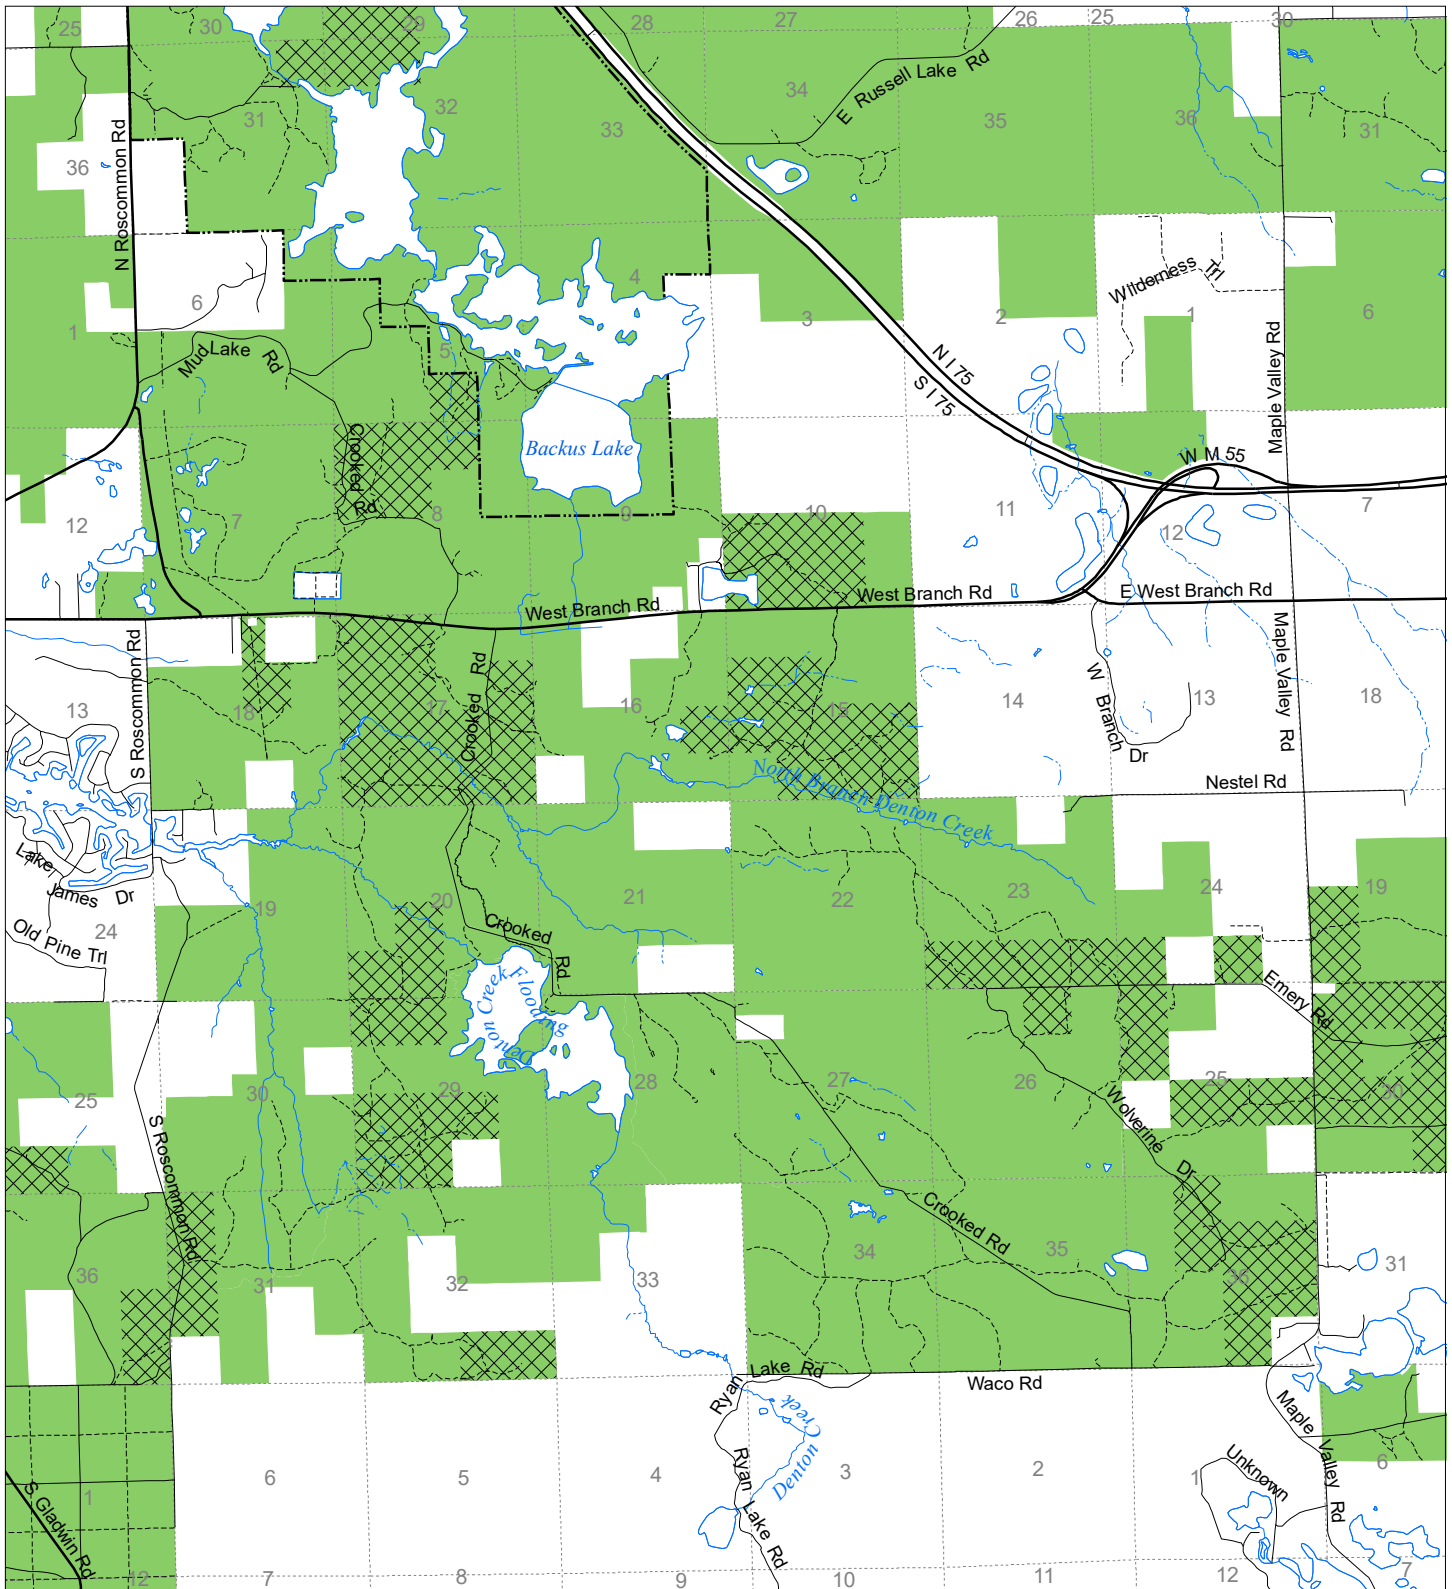 25
30
29
28
27
26
25
30
34
E Russell Lake Rd
31
32
33
35
36
31
N Roscommon Rd
36
6
4
3
2
Wilderness Trl
1
6
1
Mud Lake Rd
5
N I 75
S I 75
Maple Valley Rd
Crooked Rd
Backus Lake
W M 55
12
7
8
9
10
11
12
7
West Branch Rd
West Branch Rd
E West Branch Rd
S Roscommon Rd
13
18
17
Crooked Rd
16
15
14
W Branch Dr
13
Maple Valley Rd
18
North Branch Denton Creek
Nestel Rd
Lake James Dr
Old Pine Trl
24
19
20
Crooked Rd
21
22
23
24
19
Denton Creek Flooding
Emery Rd
25
30
29
28
27
26
25
30
S Roscommon Rd
Wolverine Dr
Crooked Rd
36
31
32
33
34
35
36
31
Ryan Lake Rd
Waco Rd
Denton Creek
Maple Valley Rd
Ryan Lake Rd
Unknown
S Gladwin Rd
1
6
5
4
3
2
1
6
12
7
8
9
10
11
12
7